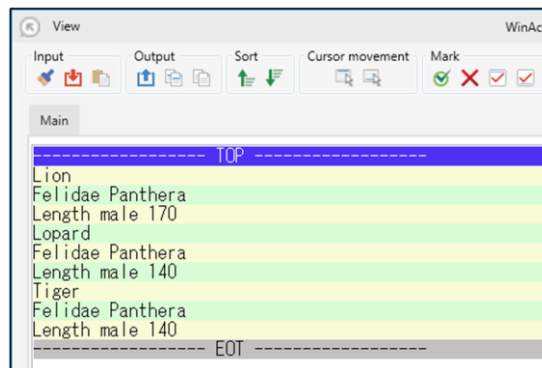 View WinAc
Input Output Sort Cursor movement Mark
Main
------------------ TOP ------------------
Lion
Felidae Panthera
Length male 170
Lopard
Felidae Panthera
Length male 140
Tiger
Felidae Panthera
Length male 140
------------------ EOT ------------------